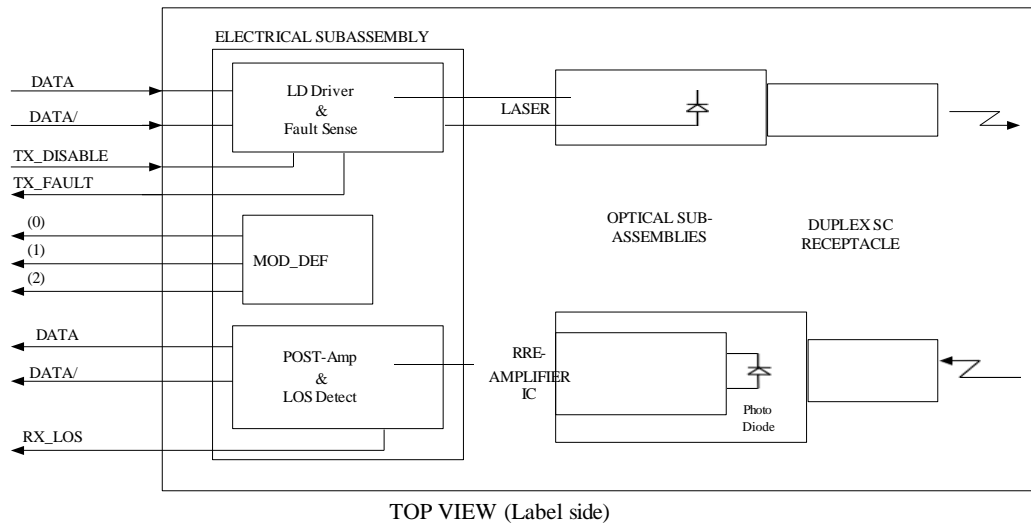 ELECTRICAL SUBASSEMBLY
DATA
DATA/
TX_DISABLE
TX_FAULT
LD Driver
&
Fault Sense
LASER
(0)
(1)
(2)
MOD_DEF
OPTICAL SUB-
ASSEMBLIES
DUPLEX SC
RECEPTACLE
DATA
DATA/
RX_LOS
POST-Amp
&
LOS Detect
RRE-
AMPLIFIER
IC
Photo
Diode
TOP VIEW (Label side)